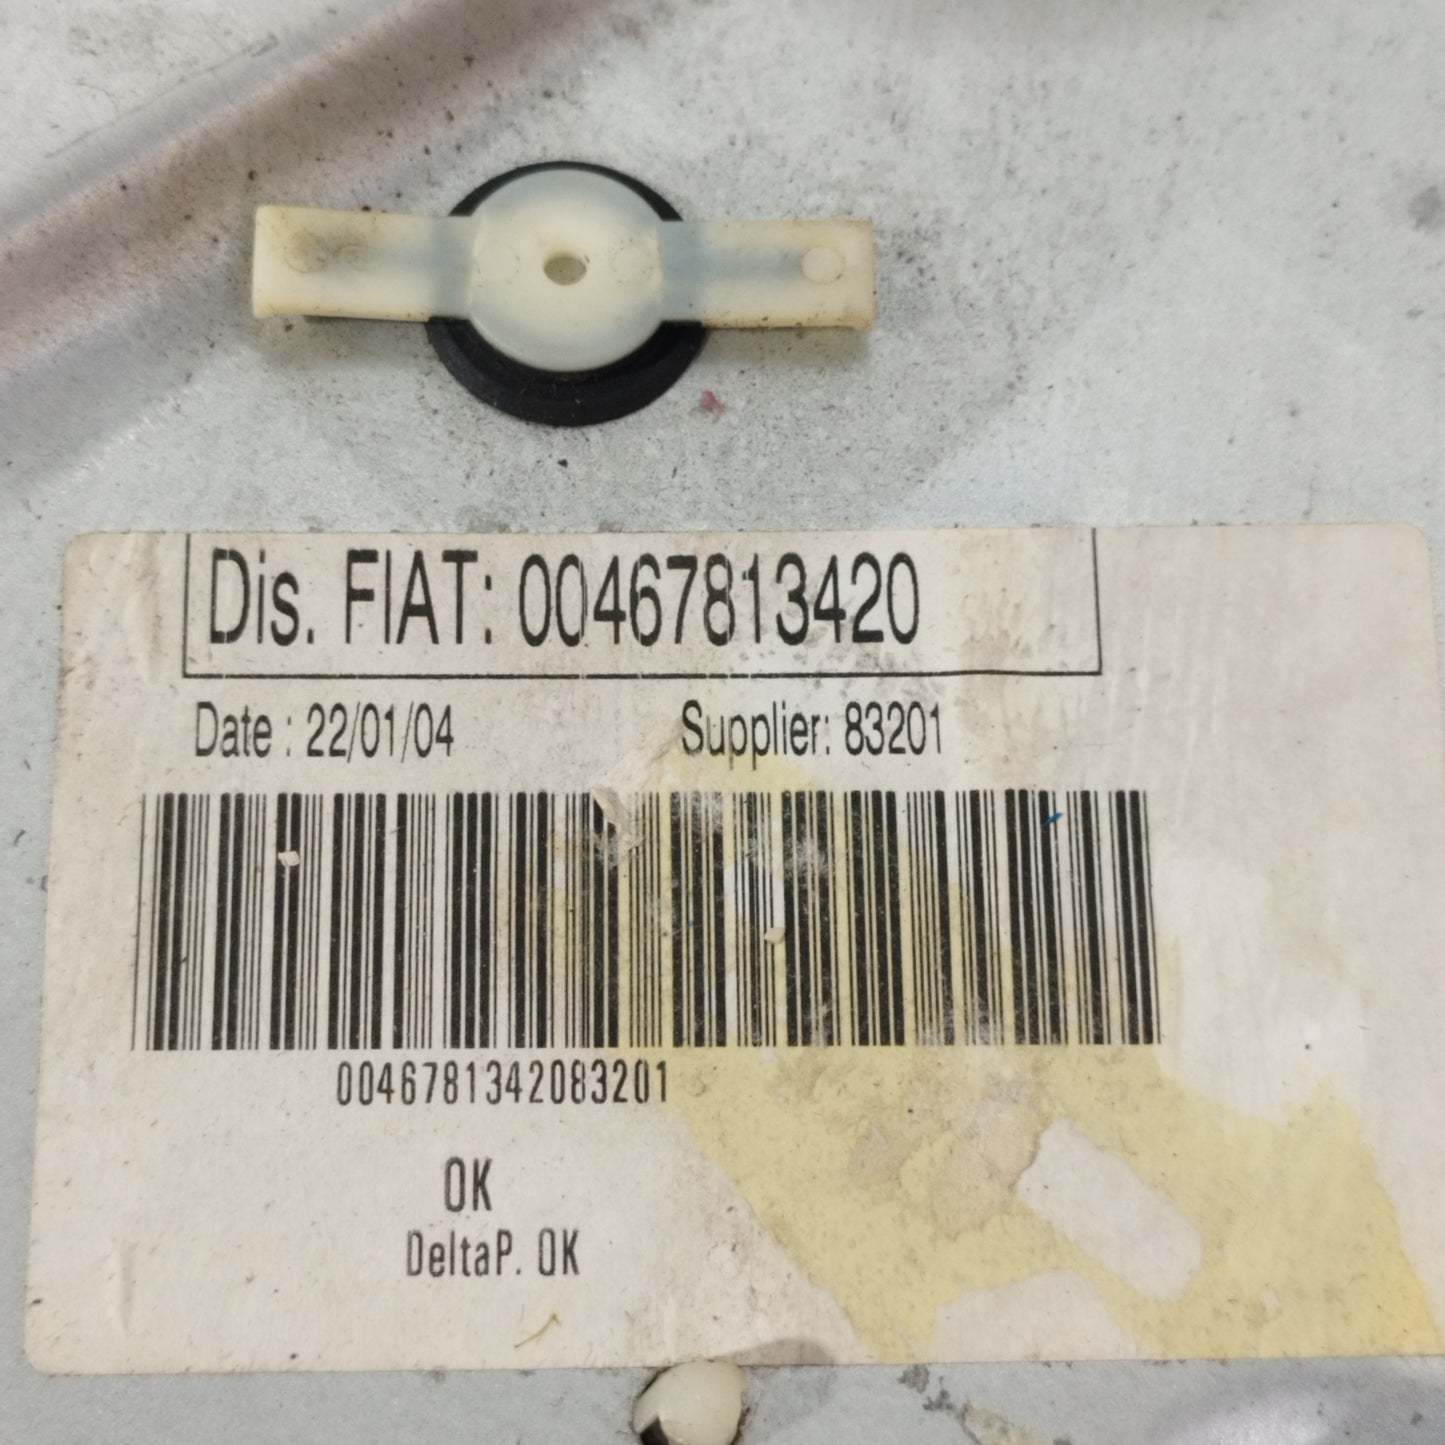 Dis. FIAT: 00467813420
Date : 22/01/04 Supplier: 83201
0046781342083201
OK
DeltaP. OK